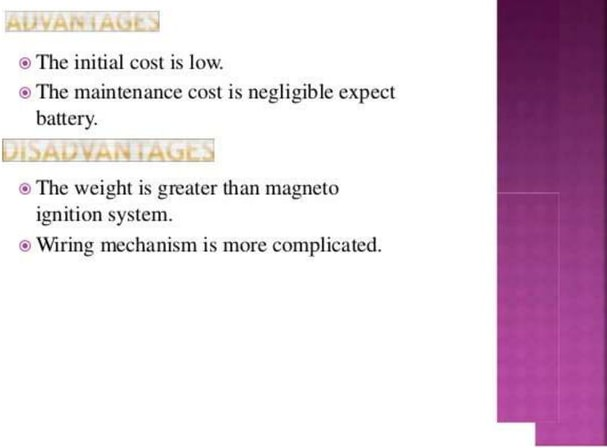 ADVANTAGES
The initial cost is low.
The maintenance cost is negligible expect
battery.
DISADVANTAGES
The weight is greater than magneto
ignition system.
Wiring mechanism is more complicated.